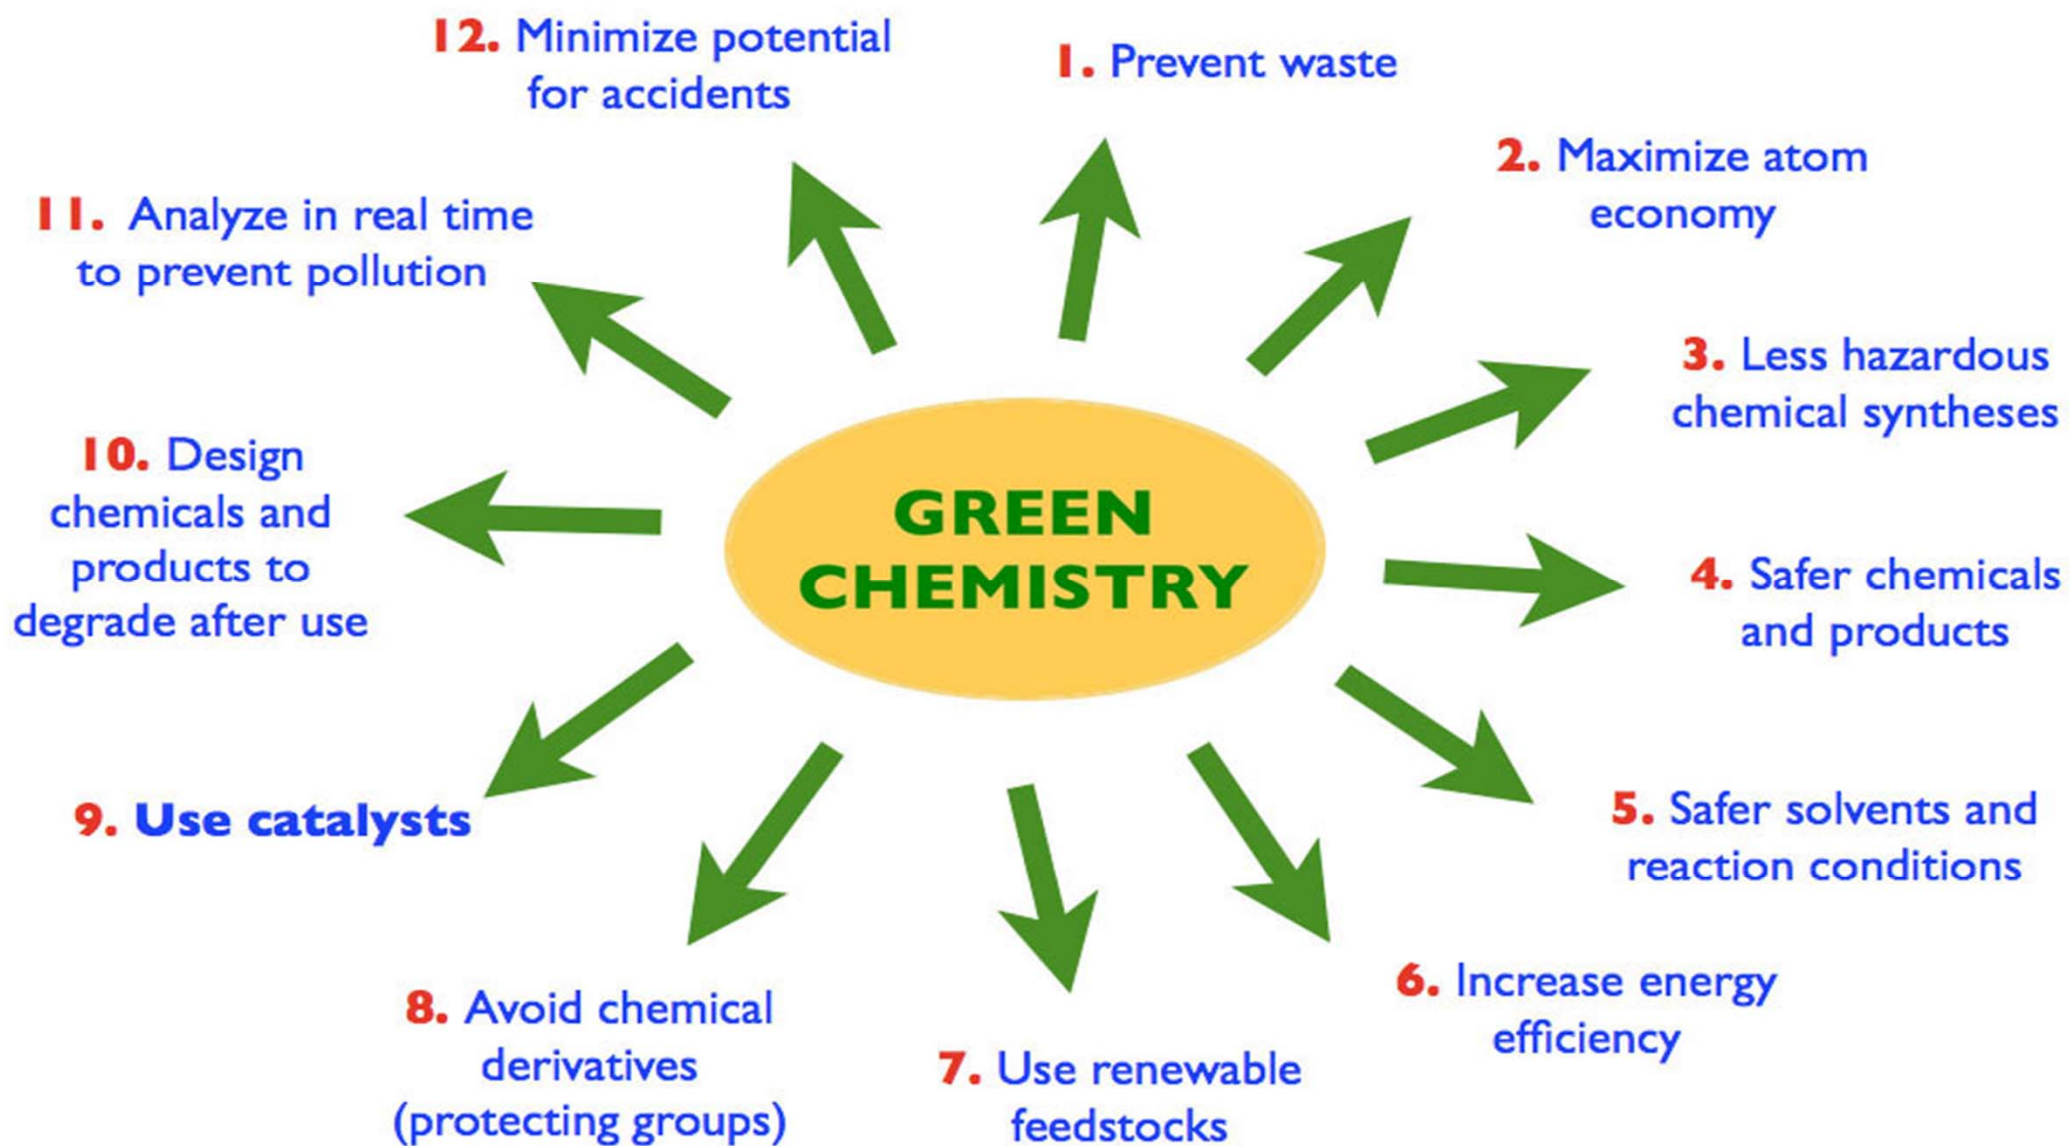 GREEN
CHEMISTRY
1. Prevent waste
2. Maximize atom
economy
3. Less hazardous
chemical syntheses
4. Safer chemicals
and products
5. Safer solvents and
reaction conditions
6. Increase energy
efficiency
7. Use renewable
feedstocks
8. Avoid chemical
derivatives
(protecting groups)
9. Use catalysts
10. Design
chemicals and
products to
degrade after use
11. Analyze in real time
to prevent pollution
12. Minimize potential
for accidents